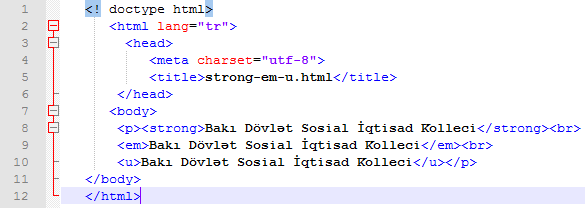 1 <! doctype html>
2 <html lang="tr">
3 <head>
4 <meta charset="utf-8">
5 <title>strong-em-u.html</title>
6 </head>
7 <body>
8 <p><strong>Bakı Dövlət Sosial İqtisad Kolleci</strong><br>
9 <em>Bakı Dövlət Sosial İqtisad Kolleci</em><br>
10 <u>Bakı Dövlət Sosial İqtisad Kolleci</u></p>
11 </body>
12 </html>